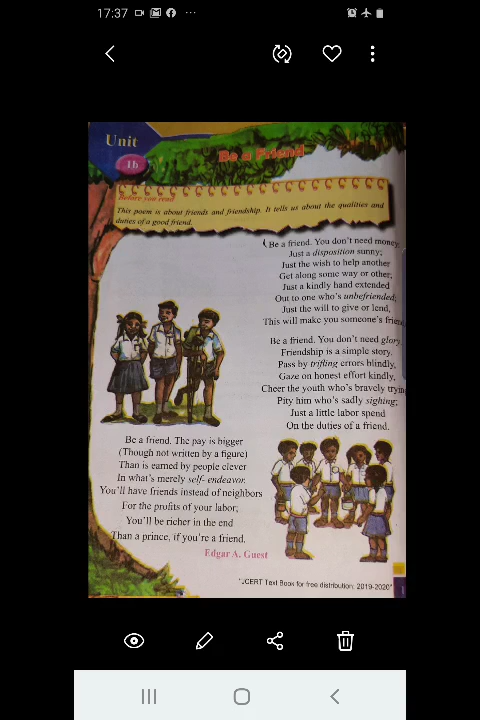 17:37
Unit
1b
Be a Friend
Before you read
This poem is about friends and friendship. It tells us about the qualities and
duties of a good friend.
Be a friend. You don't need money,
Just a disposition sunny;
Just the wish to help another
Get along some way or other;
Just a kindly hand extended
Out to one who's unbefriended;
Just the will to give or lend,
This will make you someone's friend
Be a friend. You don't need glory
Friendship is a simple story.
Pass by trifling errors blindly,
Gaze on honest effort kindly,
Cheer the youth who's bravely trying
Pity him who's sadly sighing;
Just a little labor spend
On the duties of a friend.
Be a friend. The pay is bigger
(Though not written by a figure)
Than is earned by people clever
In what's merely self- endeavor.
You'll have friends instead of neighbors
For the profits of your labor;
You'll be richer in the end
Than a prince, if you're a friend.
Edgar A. Guest
"JCERT Text Book for free distribution: 2019-2020"